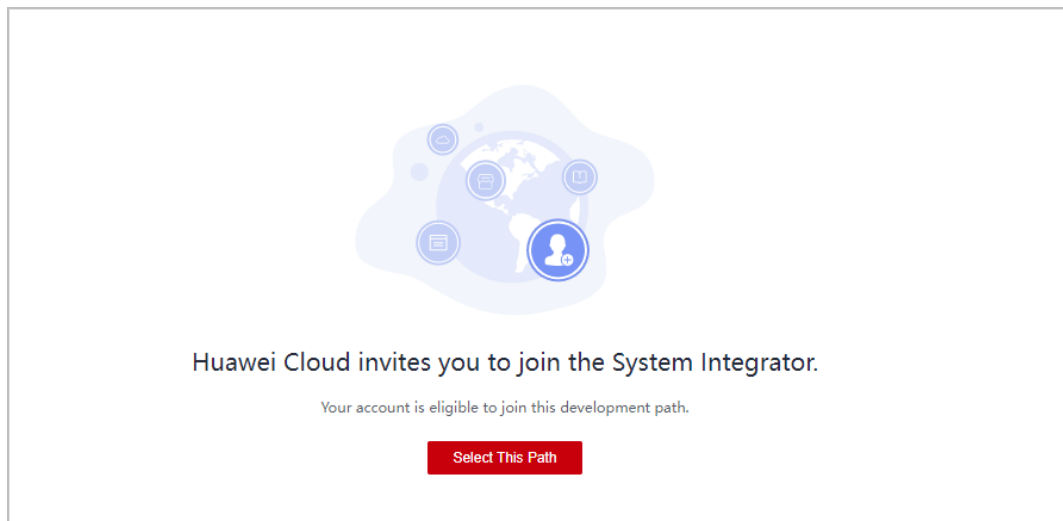 Huawei Cloud invites you to join the System Integrator.
Your account is eligible to join this development path.
Select This Path